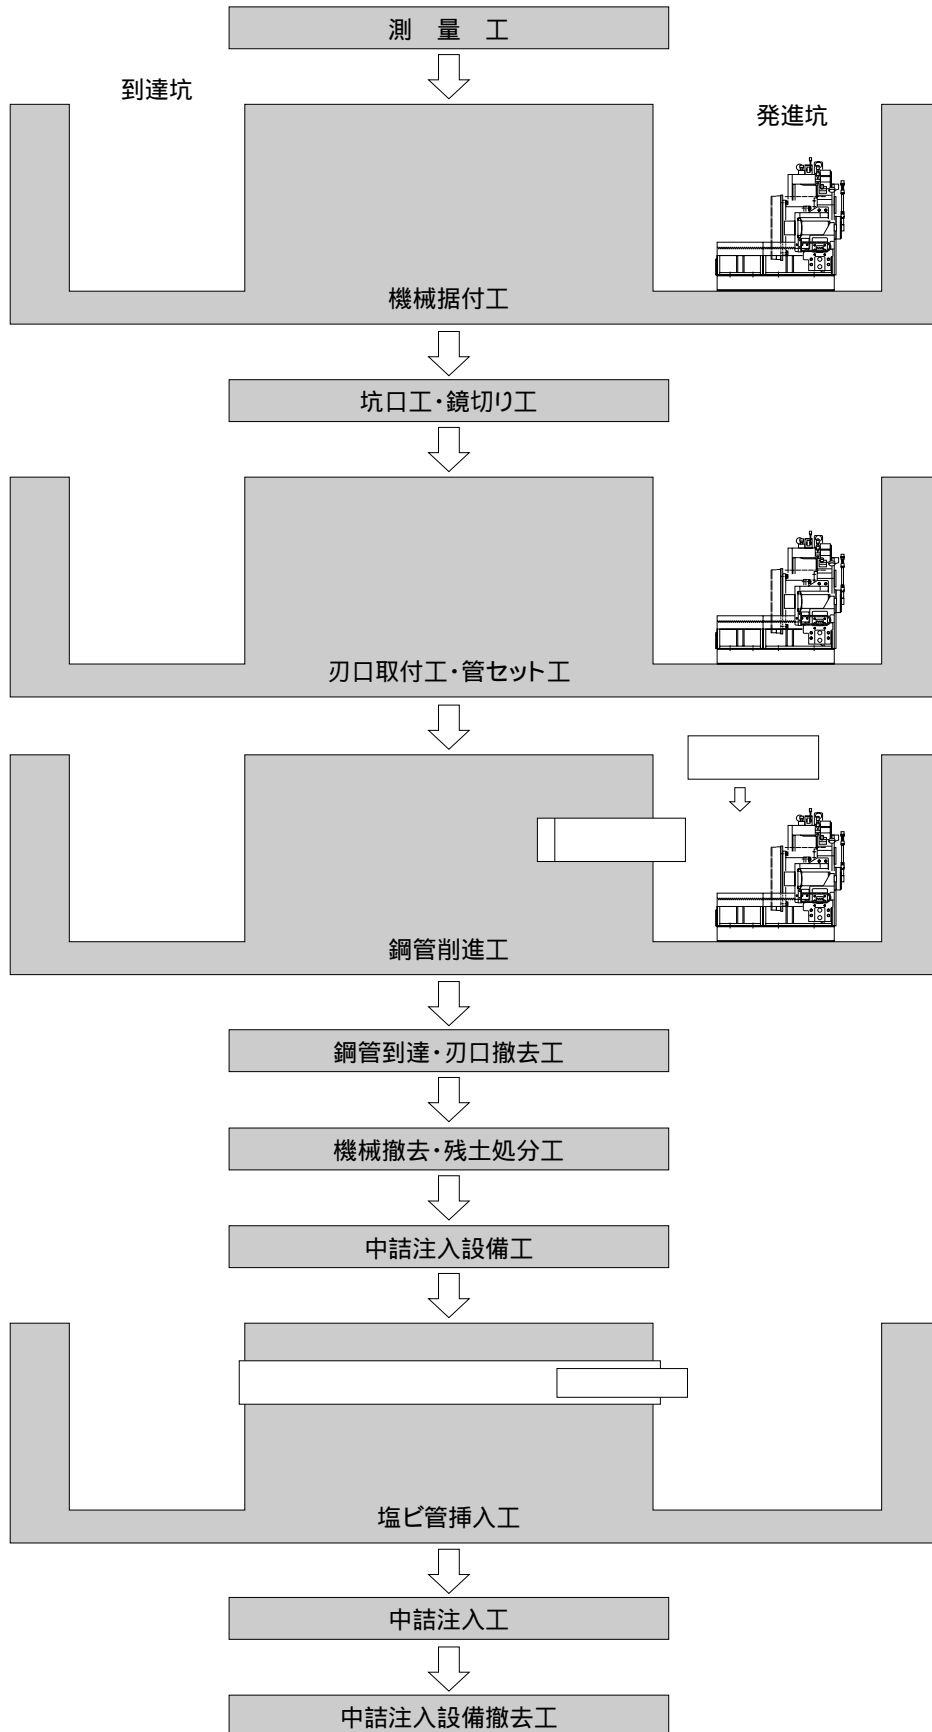 測 量 工
到達坑
発進坑
機械据付工
坑口工・鏡切り工
刃口取付工・管セット工
鋼管削進工
鋼管到達・刃口撤去工
機械撤去・残土処分工
中詰注入設備工
塩ビ管挿入工
中詰注入工
中詰注入設備撤去工